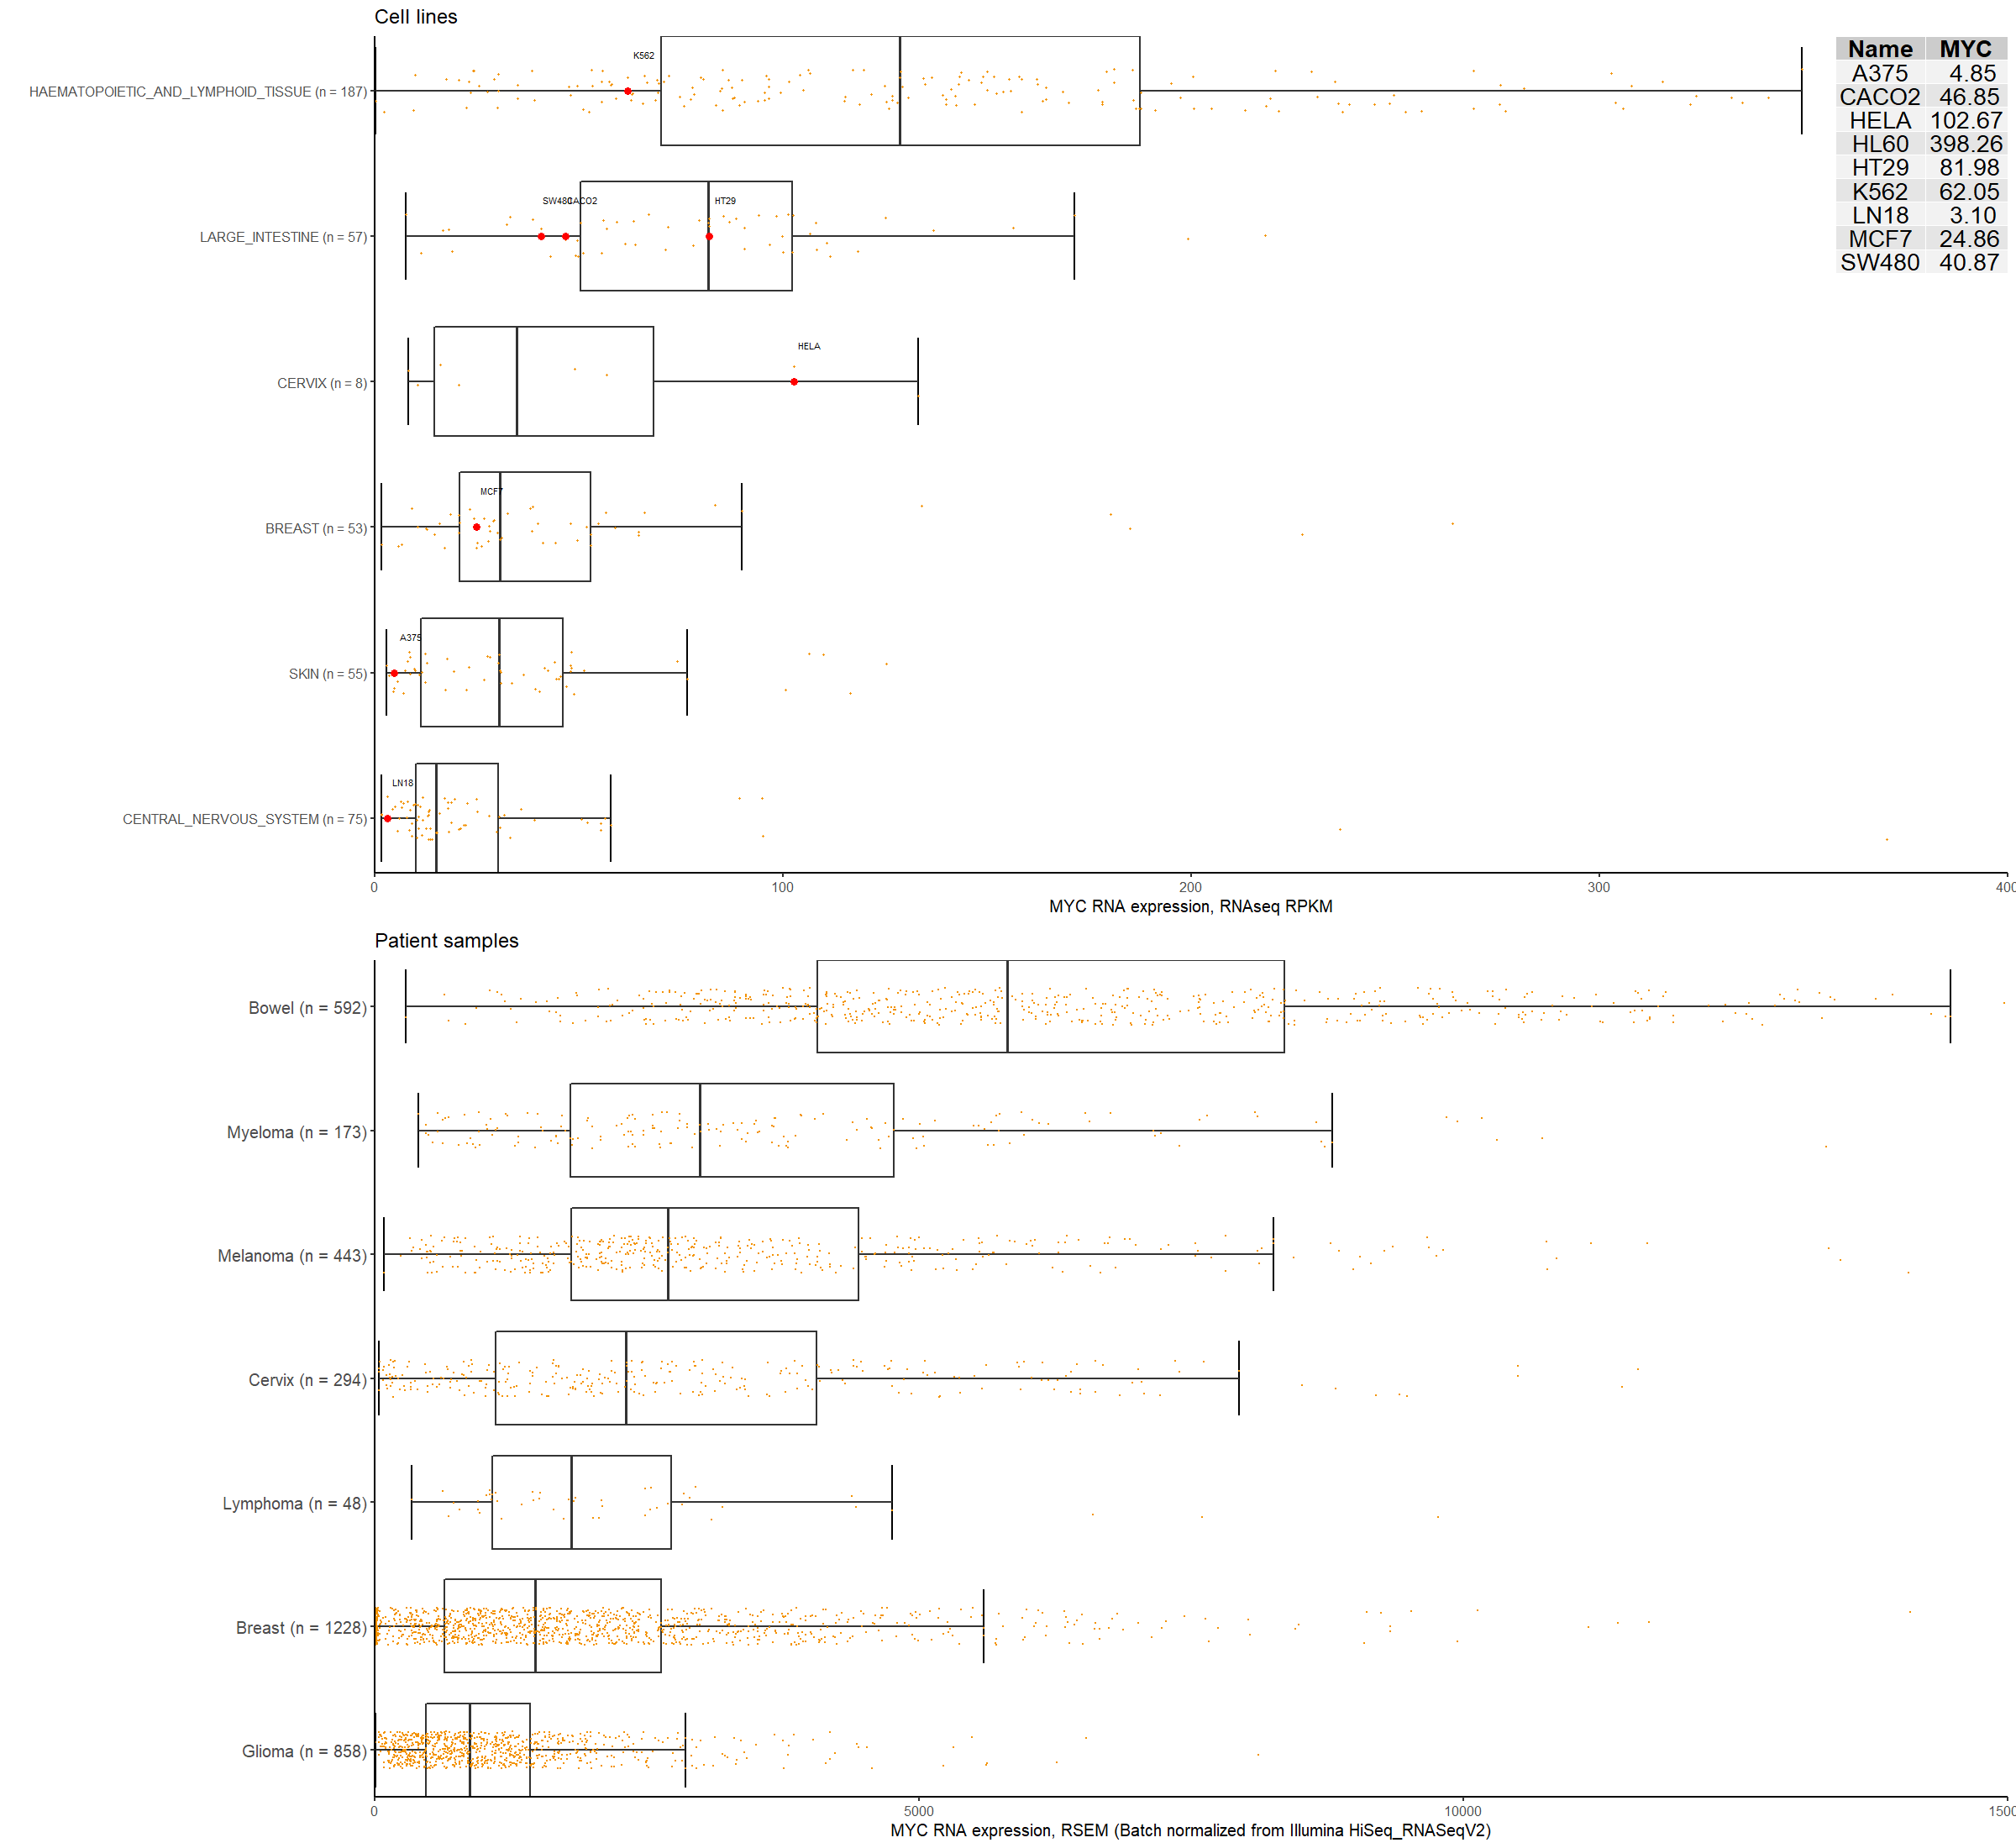 Cell lines
Name MYC
A375 4.85
CACO2 46.85
HELA 102.67
HL60 398.26
HT29 81.98
K562 62.05
LN18 3.10
MCF7 24.86
SW480 40.87
K562
HAEMATOPOIETIC_AND_LYMPHOID_TISSUE (n = 187)
SW480 CACO2 HT29
LARGE_INTESTINE (n = 57)
HELA
CERVIX (n = 8)
MCF7
BREAST (n = 53)
A375
SKIN (n = 55)
LN18
CENTRAL_NERVOUS_SYSTEM (n = 75)
0 100 200 300 400
MYC RNA expression, RNAseq RPKM
Patient samples
Bowel (n = 592)
Myeloma (n = 173)
Melanoma (n = 443)
Cervix (n = 294)
Lymphoma (n = 48)
Breast (n = 1228)
Glioma (n = 858)
0 5000 10000 1500
MYC RNA expression, RSEM (Batch normalized from Illumina HiSeq_RNASeqV2)